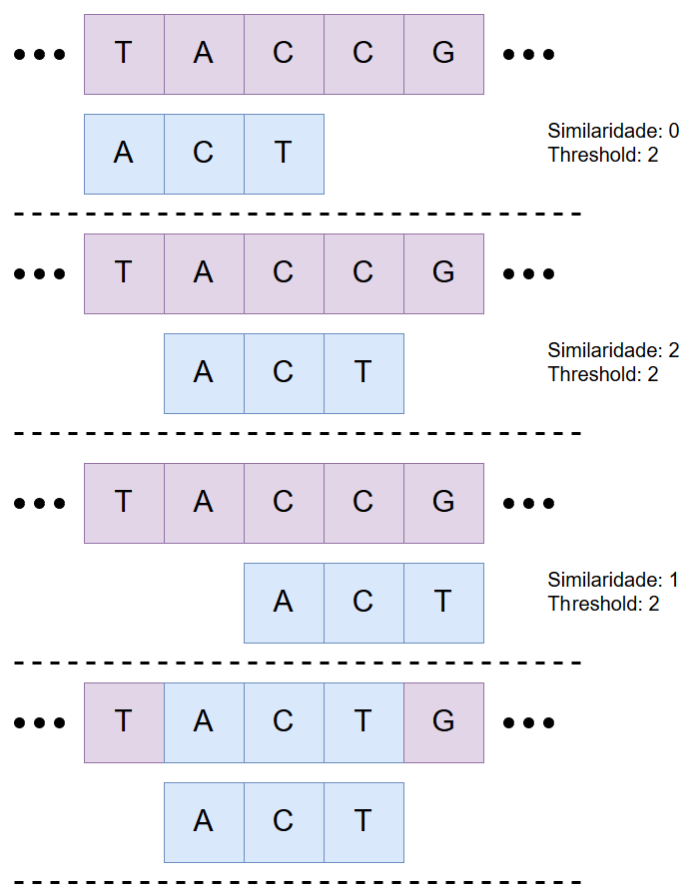 ••• T A C C G •••
A C T
Similaridade: 0
Threshold: 2
••• T A C C G •••
A C T
Similaridade: 2
Threshold: 2
••• T A C C G •••
A C T
Similaridade: 1
Threshold: 2
••• T A C T G •••
A C T